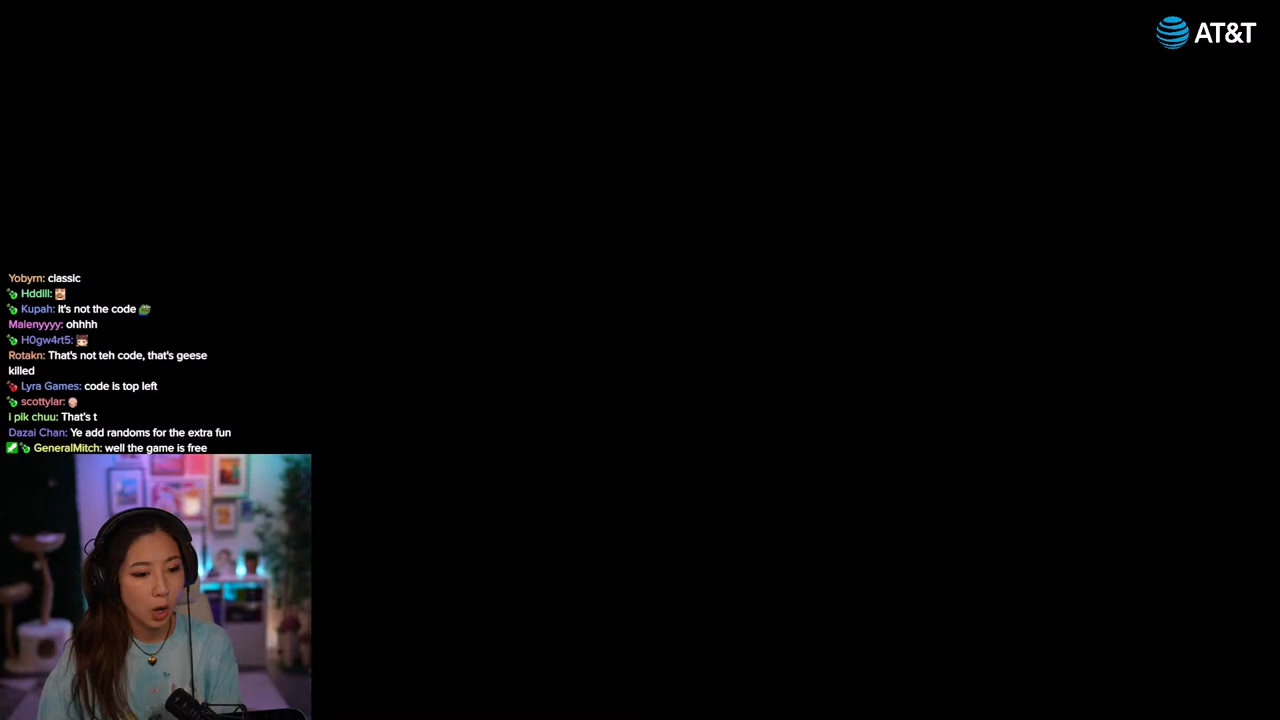 AT&T
Yobyrn: classic
Hddill:
Kupah: it's not the code
Malenyyyy: ohhhh
H0gw4rt5:
Rotakn: That's not teh code, that's geese
killed
Lyra Games: code is top left
scottylar:
i pik chuu: That's t
Dazai Chan: Ye add randoms for the extra fun
GeneralMitch: well the game is free